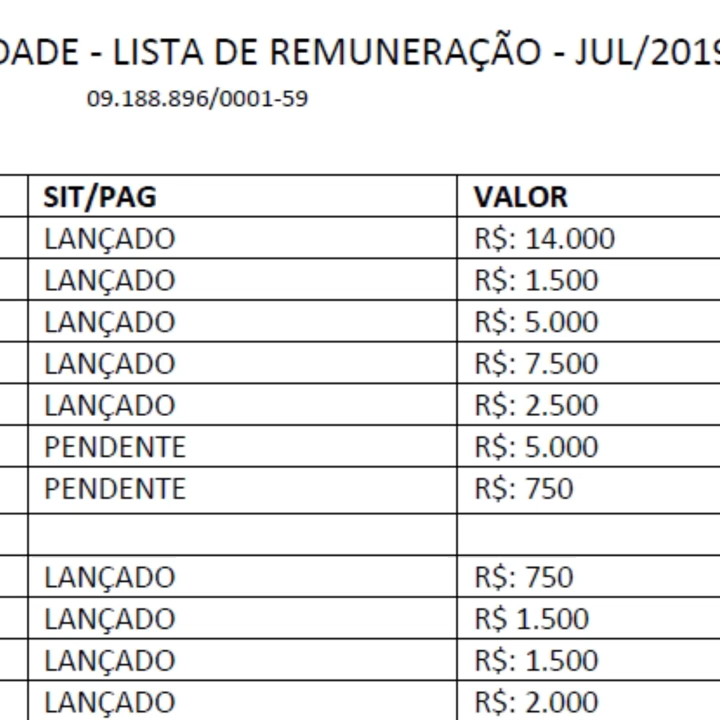 DADE - LISTA DE REMUNERAÇÃO - JUL/2019
09.188.896/0001-59
SIT/PAG VALOR
LANÇADO R$: 14.000
LANÇADO R$: 1.500
LANÇADO R$: 5.000
LANÇADO R$: 7.500
LANÇADO R$: 2.500
PENDENTE R$: 5.000
PENDENTE R$: 750
LANÇADO R$: 750
LANÇADO R$ 1.500
LANÇADO R$: 1.500
LANÇADO R$: 2.000